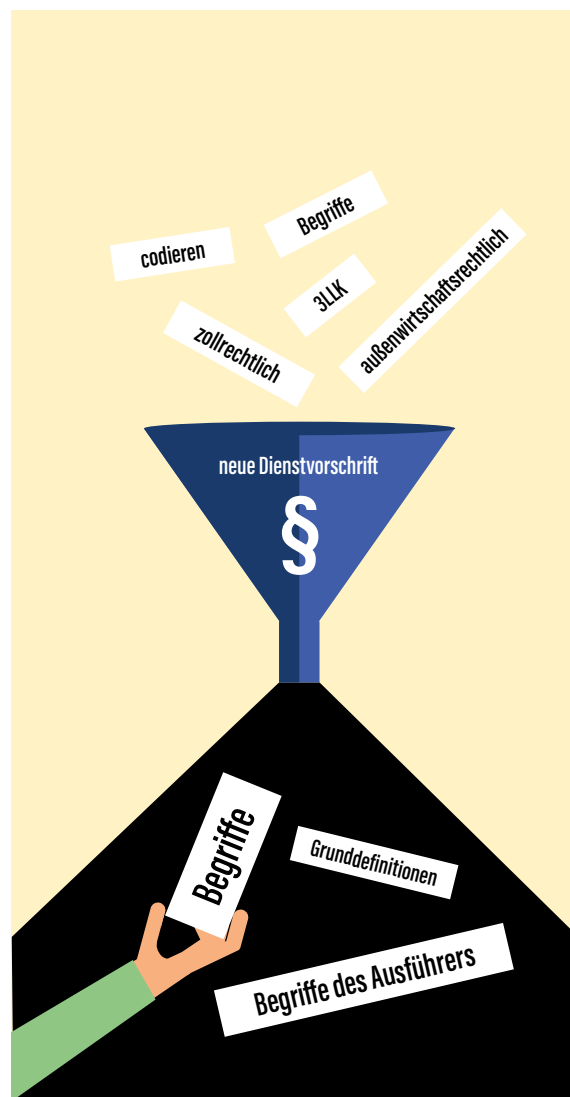 Begriffe
codieren
3LLK
außenwirtschaftsrechtlich
zollrechtlich
neue Dienstvorschrift
§
Begriffe
Grunddefinitionen
Begriffe des Ausführers